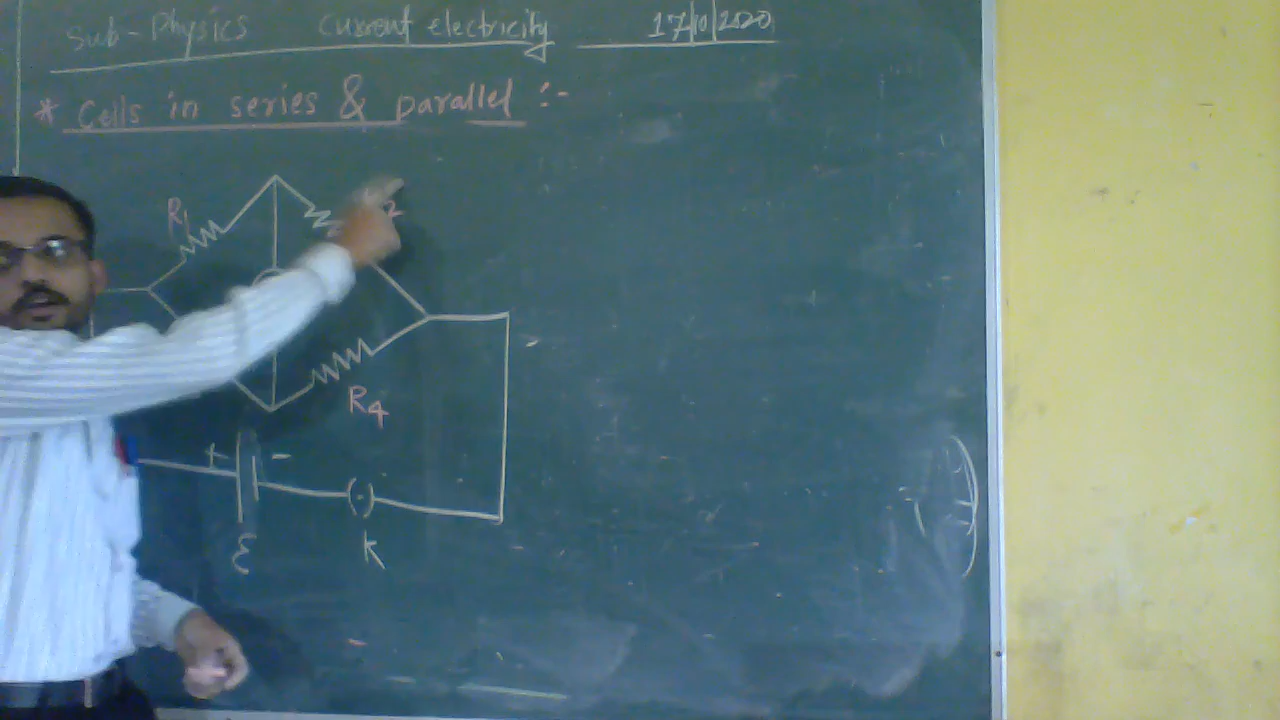 Sub-Physics Current electricity 17/10/2020
* Cells in series & parallel :-
R1
R4
+ -
ε K